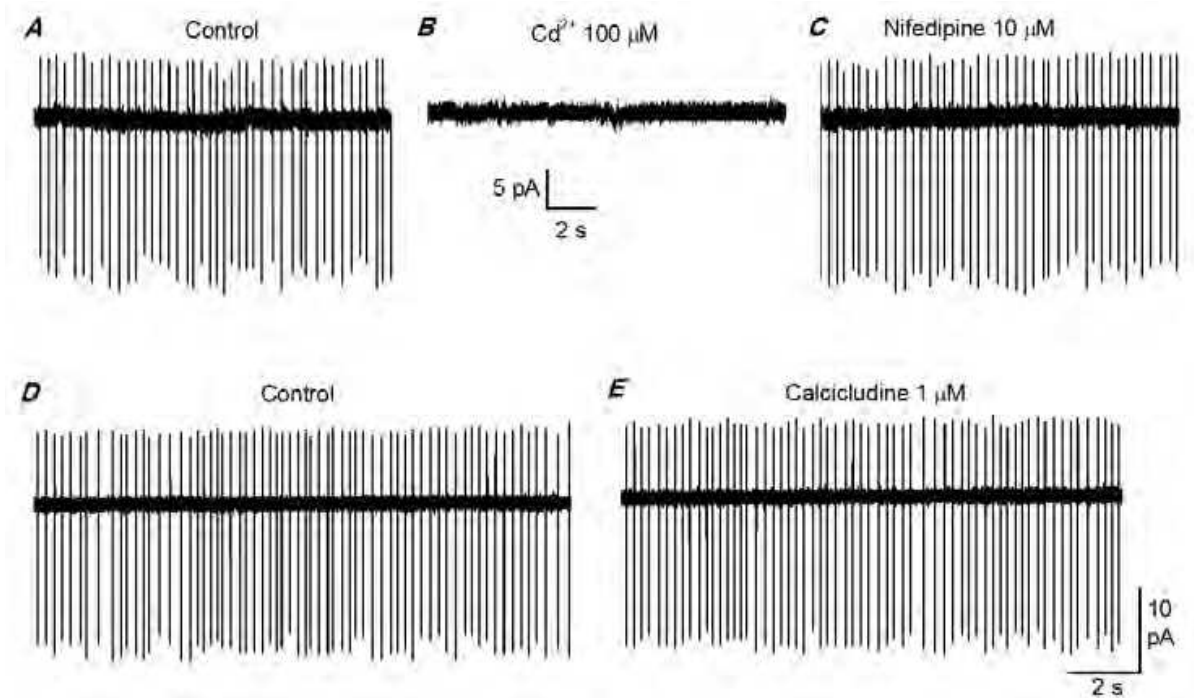 A Control
B Cd²⁺ 100 μM
C Nifedipine 10 μM
5 pA
2 s
D Control
E Calcicludine 1 μM
10
pA
2 s